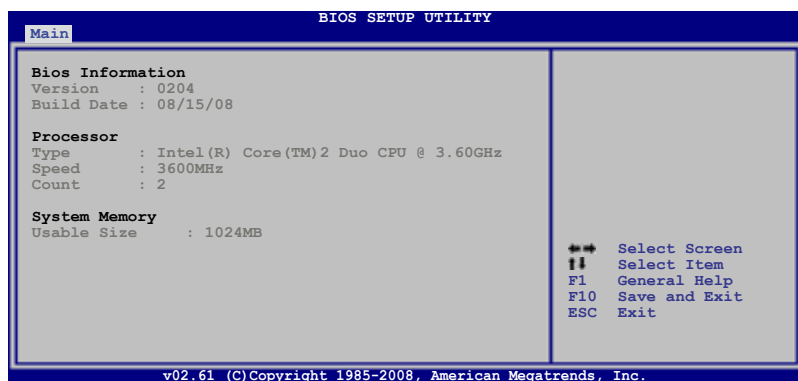 BIOS SETUP UTILITY
Main
Bios Information
Version : 0204
Build Date : 08/15/08
Processor
Type : Intel(R) Core(TM)2 Duo CPU @ 3.60GHz
Speed : 3600MHz
Count : 2
System Memory
Usable Size : 1024MB
←→ Select Screen
↑↓ Select Item
F1 General Help
F10 Save and Exit
ESC Exit
v02.61 (C)Copyright 1985-2008, American Megatrends, Inc.